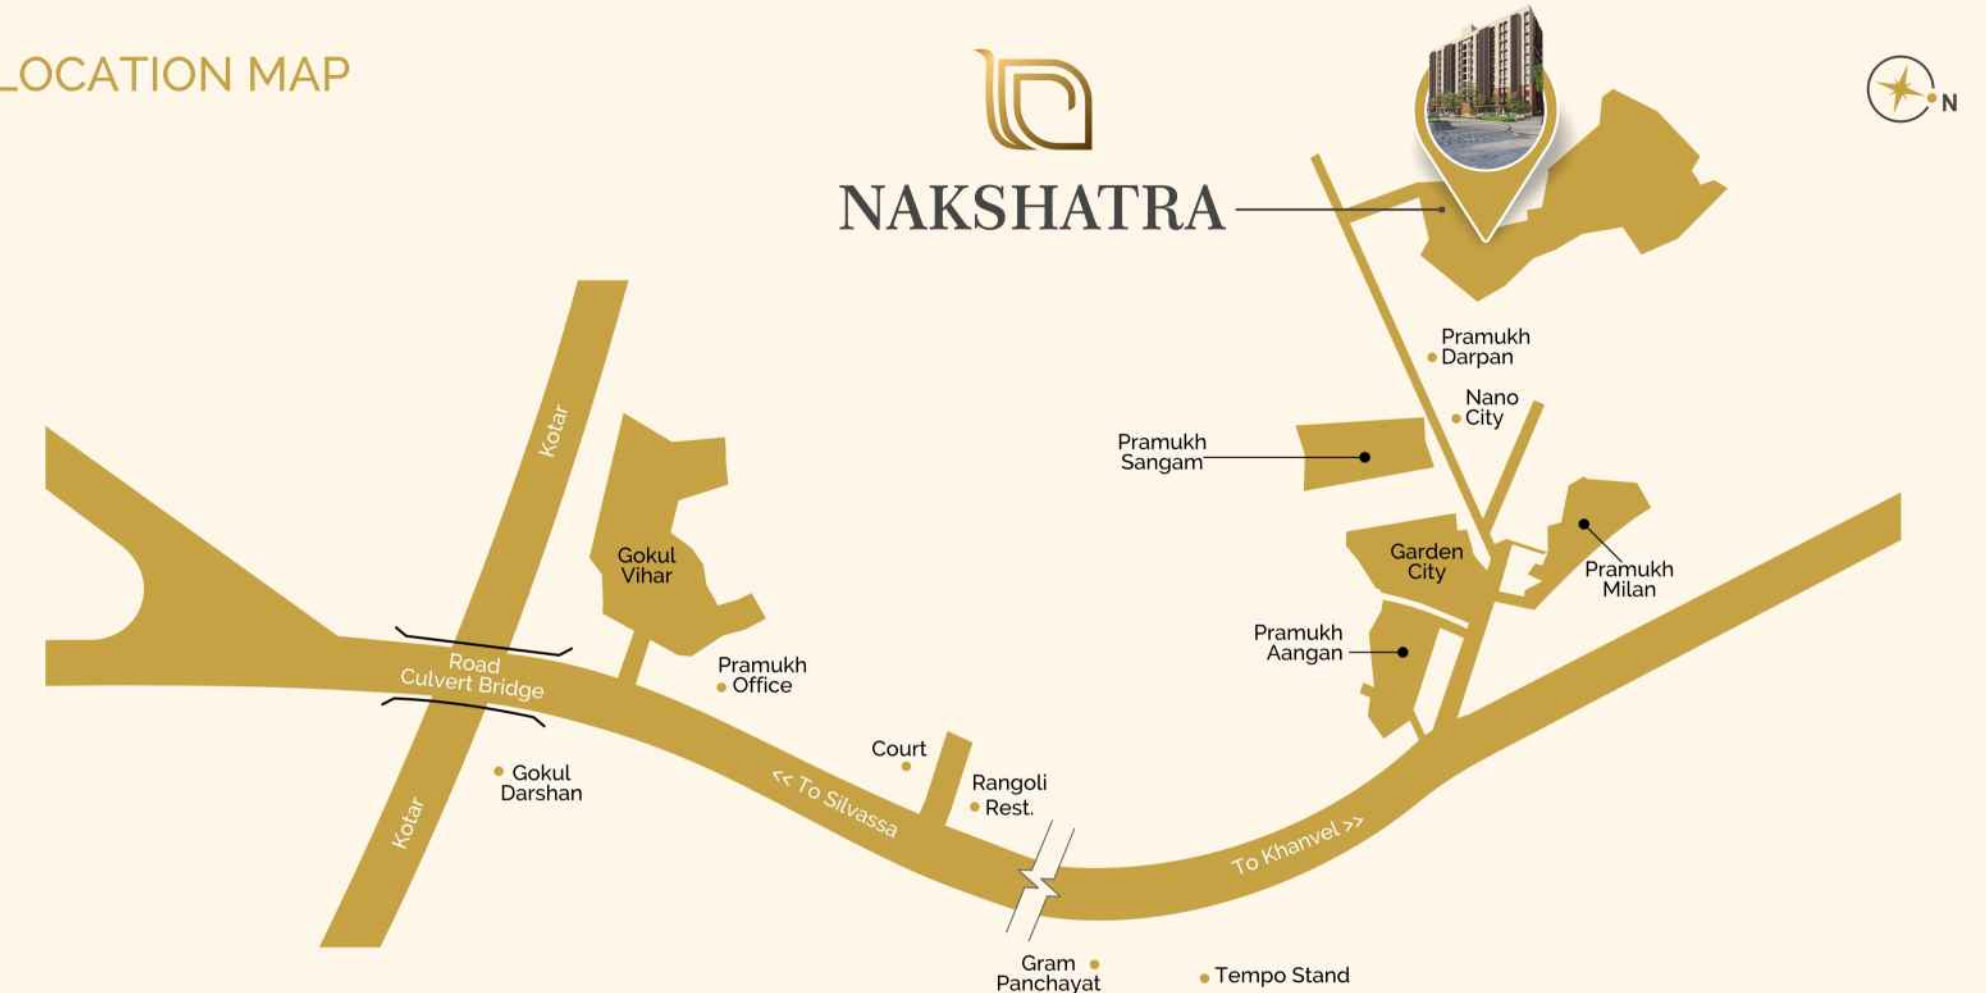 LOCATION MAP
N
NAKSHATRA
Pramukh
Darpan
Nano
City
Kotar
Pramukh
Sangam
Gokul
Vihar
Garden
City
Pramukh
Milan
Pramukh
Aangan
Road
Culvert Bridge
Pramukh
Office
Court
Gokul
Darshan
Rangoli
Rest.
<< To Silvassa
Kotar
To Khanvel >>
Gram
Panchayat
Tempo Stand